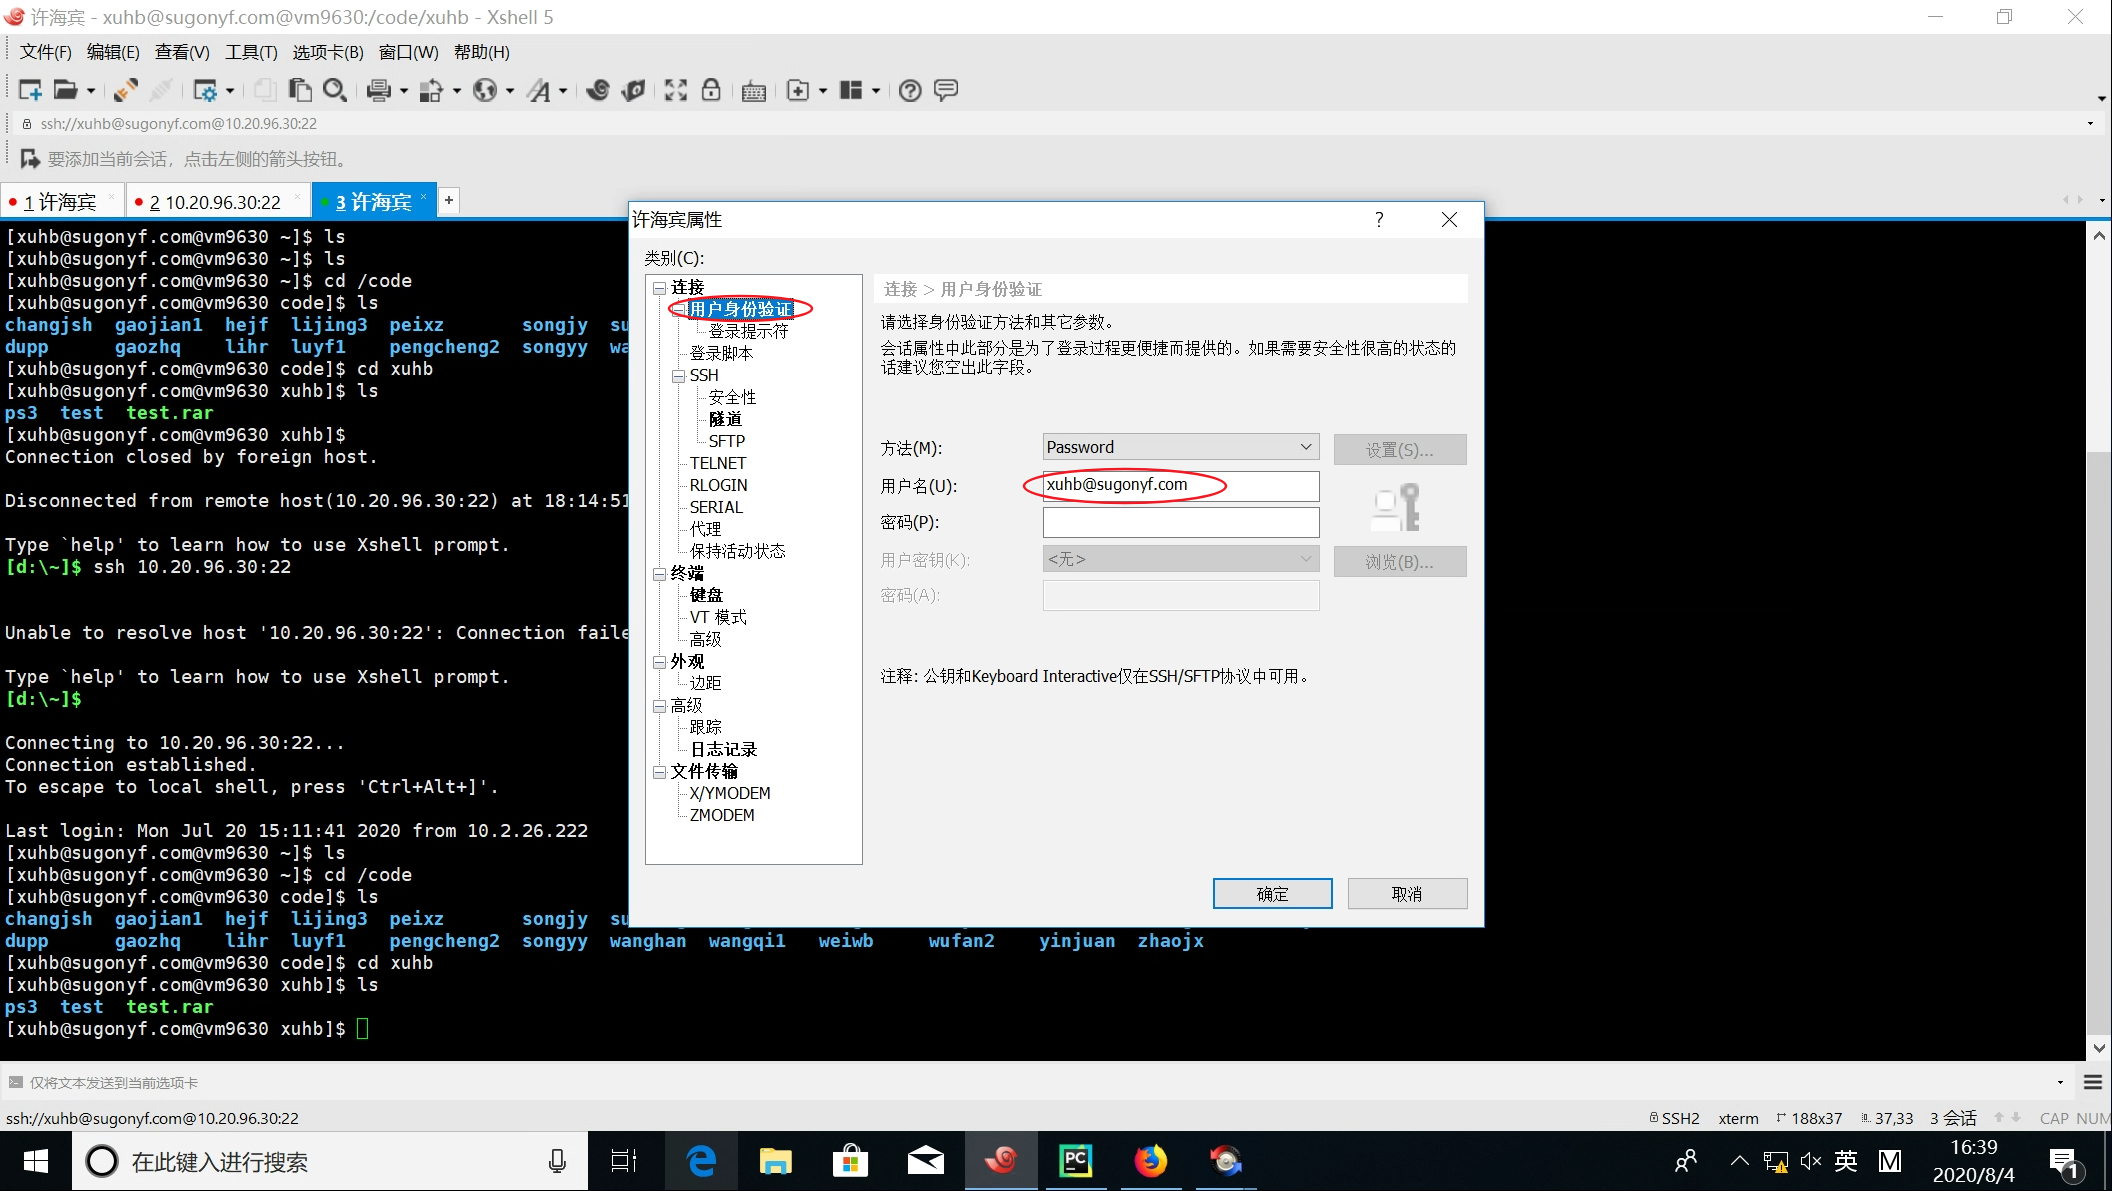 许海宾 - xuhb@sugonyf.com@vm9630:/code/xuhb - Xshell 5
文件(F) 编辑(E) 查看(V) 工具(T) 选项卡(B) 窗口(W) 帮助(H)
ssh://xuhb@sugonyf.com@10.20.96.30:22
要添加当前会话，点击左侧的箭头按钮。
1 许海宾 2 10.20.96.30:22 3 许海宾 +
[xuhb@sugonyf.com@vm9630 ~]$ ls
[xuhb@sugonyf.com@vm9630 ~]$ ls
[xuhb@sugonyf.com@vm9630 ~]$ cd /code
[xuhb@sugonyf.com@vm9630 code]$ ls
changjsh gaojian1 hejf lijing3 peixz songjy su
dupp gaozhq lihr luyf1 pengcheng2 songyy wa
[xuhb@sugonyf.com@vm9630 code]$ cd xuhb
[xuhb@sugonyf.com@vm9630 xuhb]$ ls
ps3 test test.rar
[xuhb@sugonyf.com@vm9630 xuhb]$
Connection closed by foreign host.
Disconnected from remote host(10.20.96.30:22) at 18:14:51
Type `help' to learn how to use Xshell prompt.
[d:\~]$ ssh 10.20.96.30:22
Unable to resolve host '10.20.96.30:22': Connection faile
Type `help' to learn how to use Xshell prompt.
[d:\~]$
Connecting to 10.20.96.30:22...
Connection established.
To escape to local shell, press 'Ctrl+Alt+]'.
Last login: Mon Jul 20 15:11:41 2020 from 10.2.26.222
[xuhb@sugonyf.com@vm9630 ~]$ ls
[xuhb@sugonyf.com@vm9630 ~]$ cd /code
[xuhb@sugonyf.com@vm9630 code]$ ls
changjsh gaojian1 hejf lijing3 peixz songjy su
dupp gaozhq lihr luyf1 pengcheng2 songyy wanghan wangqi1 weiwb wufan2 yinjuan zhaojx
[xuhb@sugonyf.com@vm9630 code]$ cd xuhb
[xuhb@sugonyf.com@vm9630 xuhb]$ ls
ps3 test test.rar
[xuhb@sugonyf.com@vm9630 xuhb]$
许海宾属性
类别(C):
连接
用户身份验证
登录提示符
登录脚本
SSH
安全性
隧道
SFTP
TELNET
RLOGIN
SERIAL
代理
保持活动状态
终端
键盘
VT 模式
高级
外观
边距
高级
跟踪
日志记录
文件传输
X/YMODEM
ZMODEM
连接 > 用户身份验证
请选择身份验证方法和其它参数。
会话属性中此部分是为了登录过程更便捷而提供的。如果需要安全性很高的状态的
话建议您空出此字段。
方法(M): Password 设置(S)...
用户名(U): xuhb@sugonyf.com
密码(P):
用户密钥(K): <无> 浏览(B)...
密码(A):
注释: 公钥和Keyboard Interactive仅在SSH/SFTP协议中可用。
确定 取消
仅将文本发送到当前选项卡
ssh://xuhb@sugonyf.com@10.20.96.30:22 SSH2 xterm 188x37 37,33 3 会话 CAP NUM
在此键入进行搜索
PC
英 M
16:39
2020/8/4
1